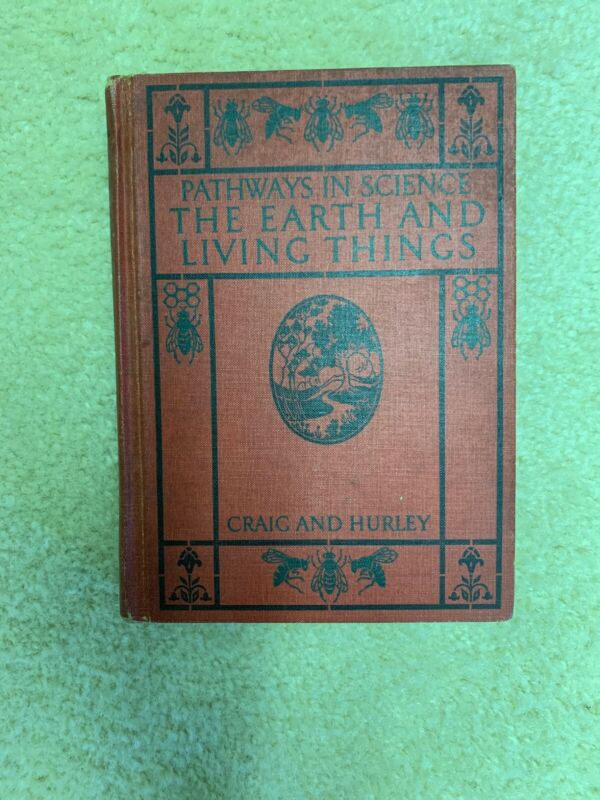 PATHWAYS IN SCIENCE
THE EARTH AND
LIVING THINGS
CRAIG AND HURLEY